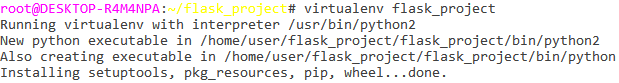 root@DESKTOP-R4M4NPA:~/flask_project# virtualenv flask_project
Running virtualenv with interpreter /usr/bin/python2
New python executable in /home/user/flask_project/flask_project/bin/python2
Also creating executable in /home/user/flask_project/flask_project/bin/python
Installing setuptools, pkg_resources, pip, wheel...done.